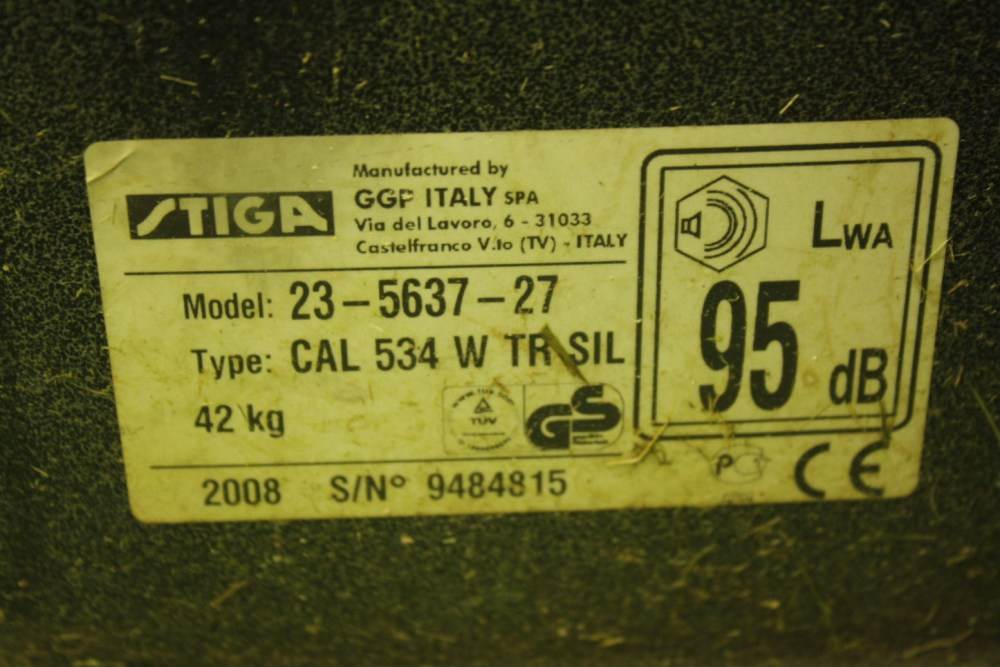 STIGA
Manufactured by
GGP ITALY SPA
Via del Lavoro, 6 - 31033
Castelfranco V.to (TV) - ITALY
Model: 23-5637-27
Type: CAL 534 W TR SIL
42 kg
TÜV
GS
2008 S/N° 9484815
LWA
95
dB
CE